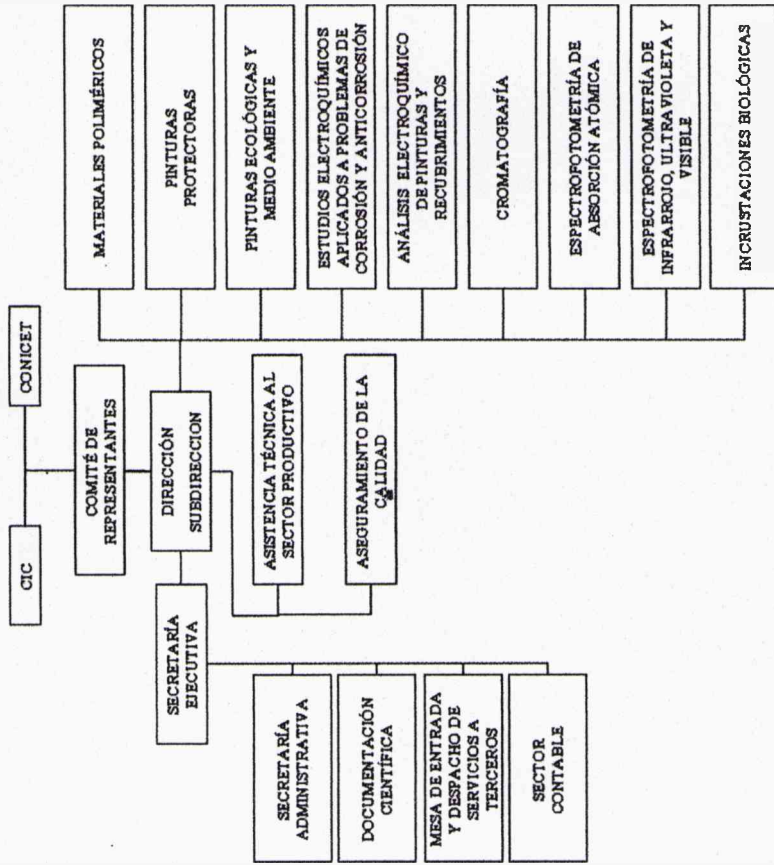 CIC
CONICET
COMITÉ DE
REPRESENTANTES
DIRECCIÓN
SUBDIRECCION
SECRETARÍA
EJECUTIVA
SECRETARÍA
ADMINISTRATIVA
DOCUMENTACIÓN
CIENTÍFICA
MESA DE ENTRADA
Y DESPACHO DE
SERVICIOS A
TERCEROS
SECTOR
CONTABLE
ASISTENCIA TÉCNICA AL
SECTOR PRODUCTIVO
ASEGURAMIENTO DE LA
CALIDAD
MATERIALES POLIMÉRICOS
PINTURAS
PROTECTORAS
PINTURAS ECOLÓGICAS Y
MEDIO AMBIENTE
ESTUDIOS ELECTROQUÍMICOS
APLICADOS A PROBLEMAS DE
CORROSIÓN Y ANTICORROSIÓN
ANÁLISIS ELECTROQUÍMICO
DE PINTURAS Y
RECUBRIMIENTOS
CROMATOGRAFÍA
ESPECTROFOTOMETRÍA DE
ABSORCIÓN ATÓMICA
ESPECTROFOTOMETRÍA DE
INFRARROJO, ULTRAVIOLETA Y
VISIBLE
INCRUSTACIONES BIOLÓGICAS